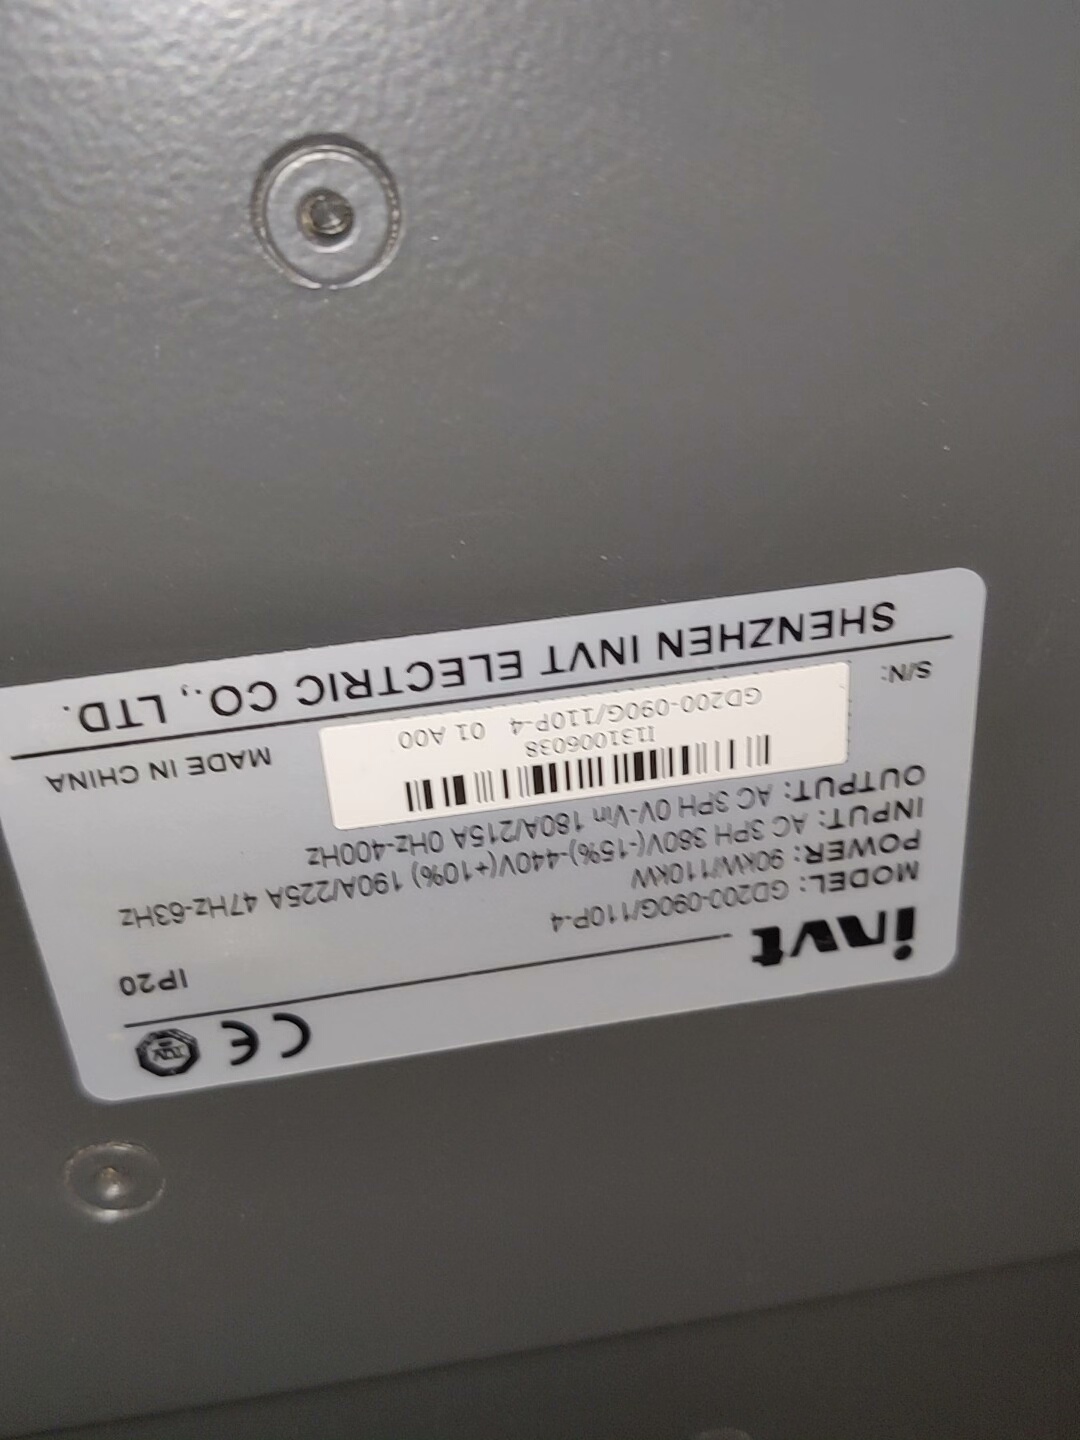 CE TÜV
invt IP20
MODEL: GD200-090G/110P-4
POWER: 90kW/110kW
INPUT: AC 3PH 380V(-15%)-440V(+10%) 190A/225A 47Hz-63Hz
OUTPUT: AC 3PH 0V-Vin 180A/215A 0Hz-400Hz
I131006038
GD200-090G/110P-4 01 A00
S/N: MADE IN CHINA
SHENZHEN INVT ELECTRIC CO., LTD.